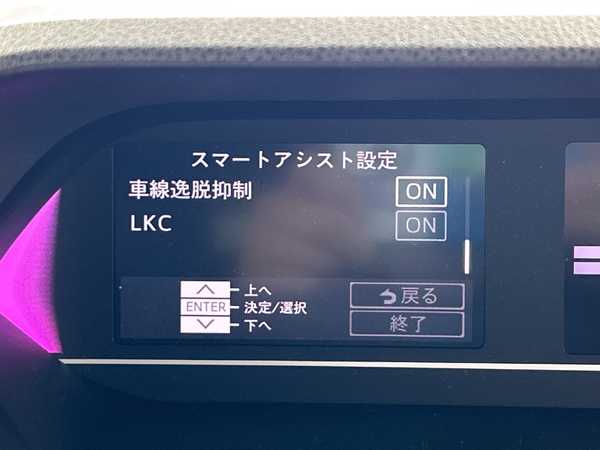 スマートアシスト設定
車線逸脱抑制 ON
LKC ON
上へ
ENTER 決定/選択
下へ
戻る
終了